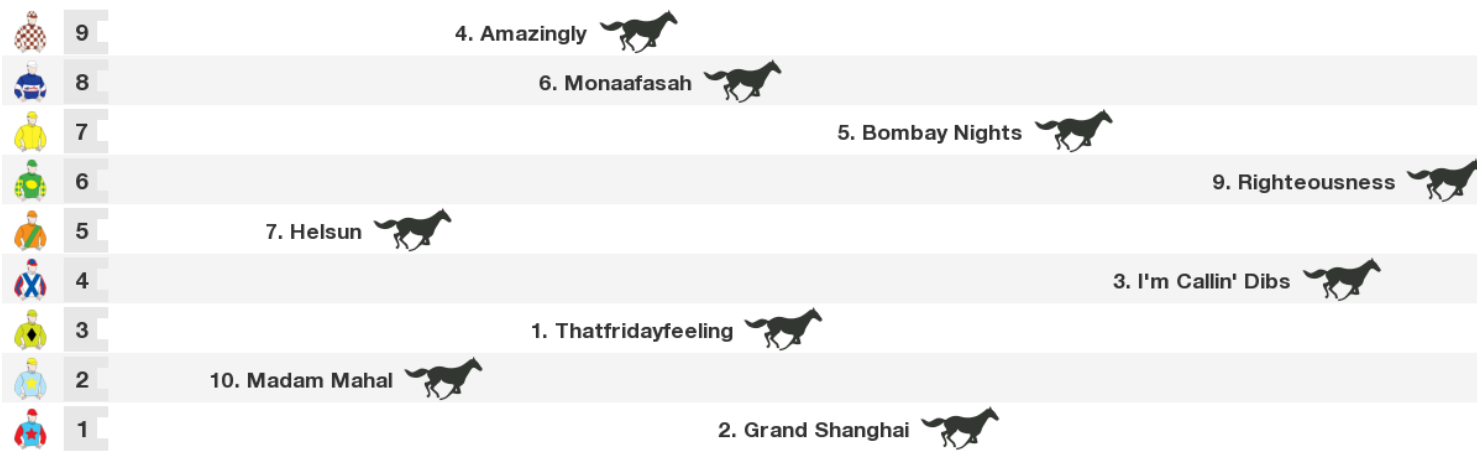 9 4. Amazingly
8 6. Monaafasah
7 5. Bombay Nights
6 9. Righteousness
5 7. Helsun
4 3. I'm Callin' Dibs
3 1. Thatfridayfeeling
2 10. Madam Mahal
1 2. Grand Shanghai